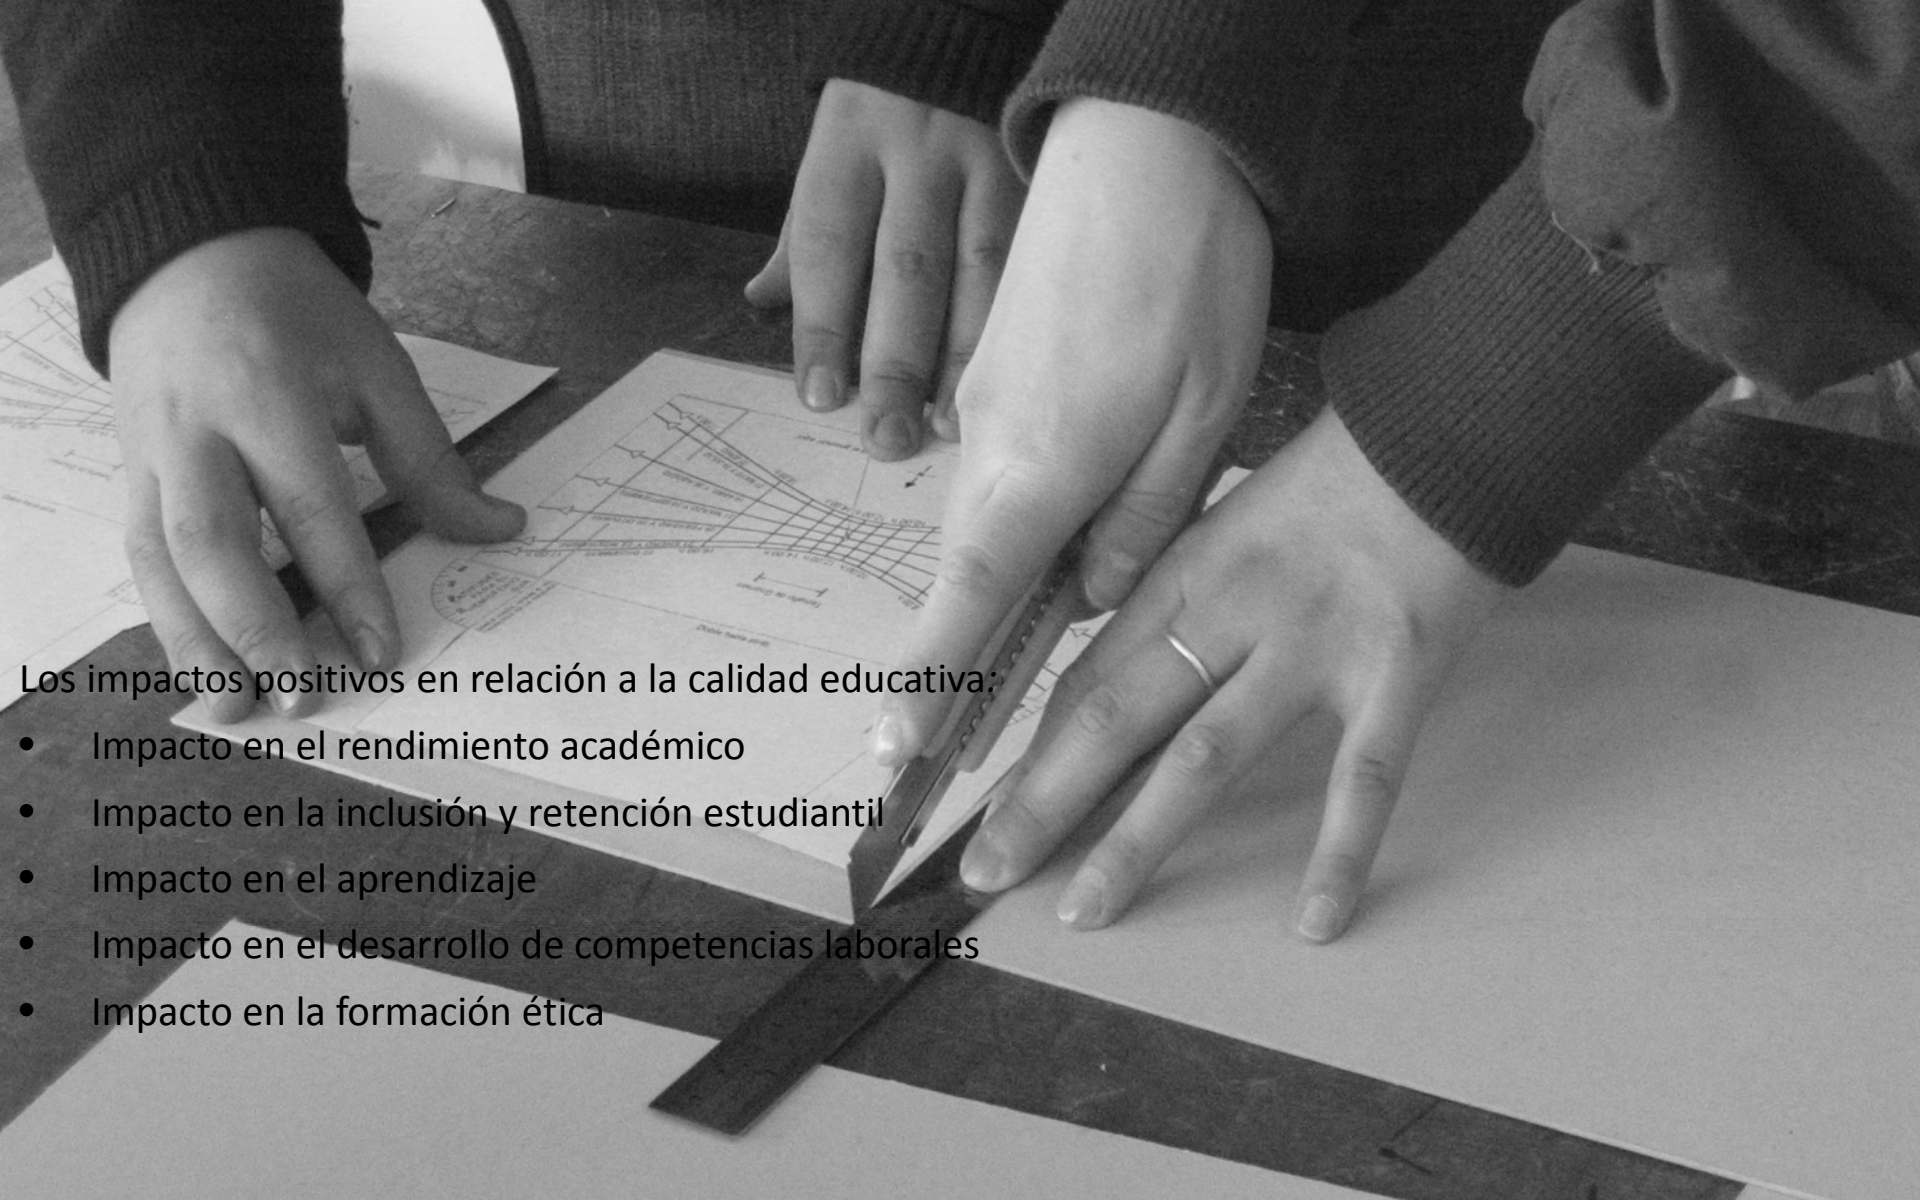 Los impactos positivos en relación a la calidad educativa:
• Impacto en el rendimiento académico
• Impacto en la inclusión y retención estudiantil
• Impacto en el aprendizaje
• Impacto en el desarrollo de competencias laborales
• Impacto en la formación ética